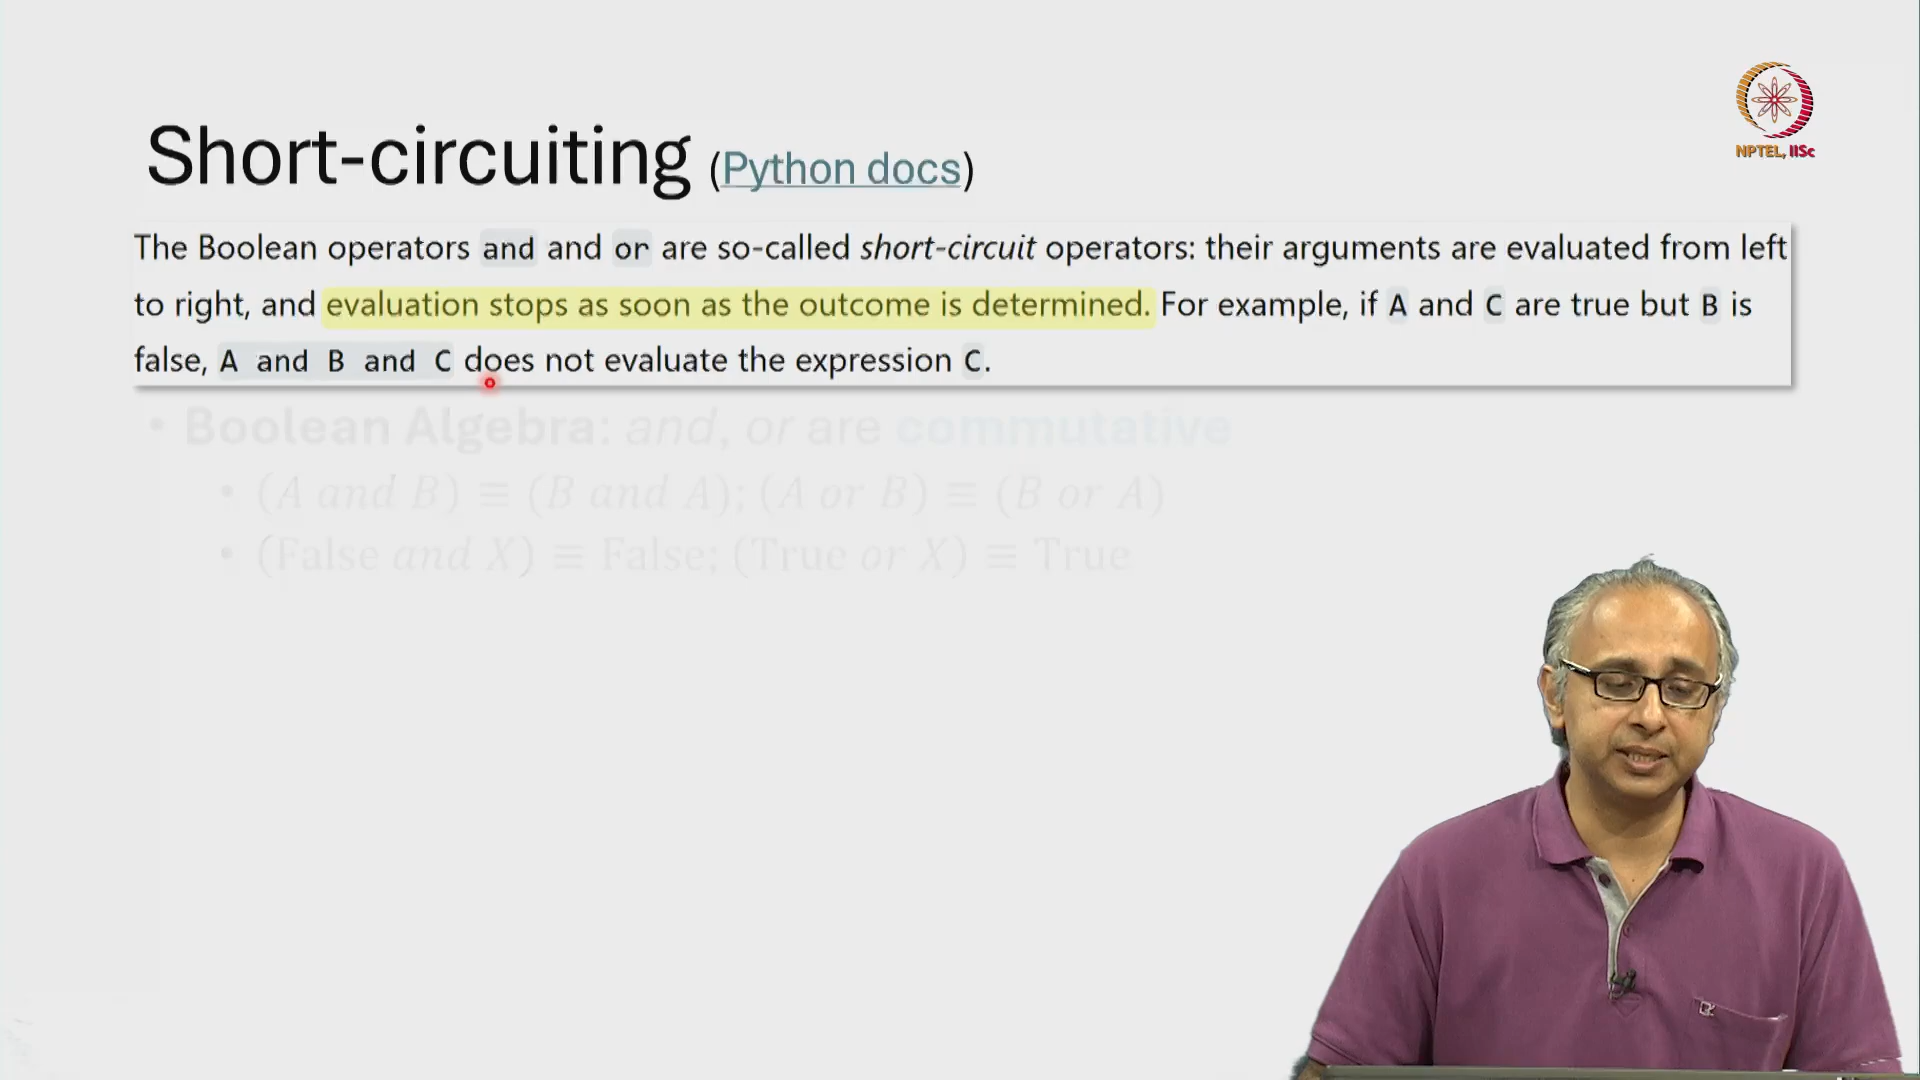 NPTEL, IISc
Short-circuiting (Python docs)
The Boolean operators and and or are so-called short-circuit operators: their arguments are evaluated from left
to right, and evaluation stops as soon as the outcome is determined. For example, if A and C are true but B is
false, A and B and C does not evaluate the expression C.
• Boolean Algebra: and, or are commutative
• (A and B) ≡ (B and A); (A or B) ≡ (B or A)
• (False and X) ≡ False; (True or X) ≡ True